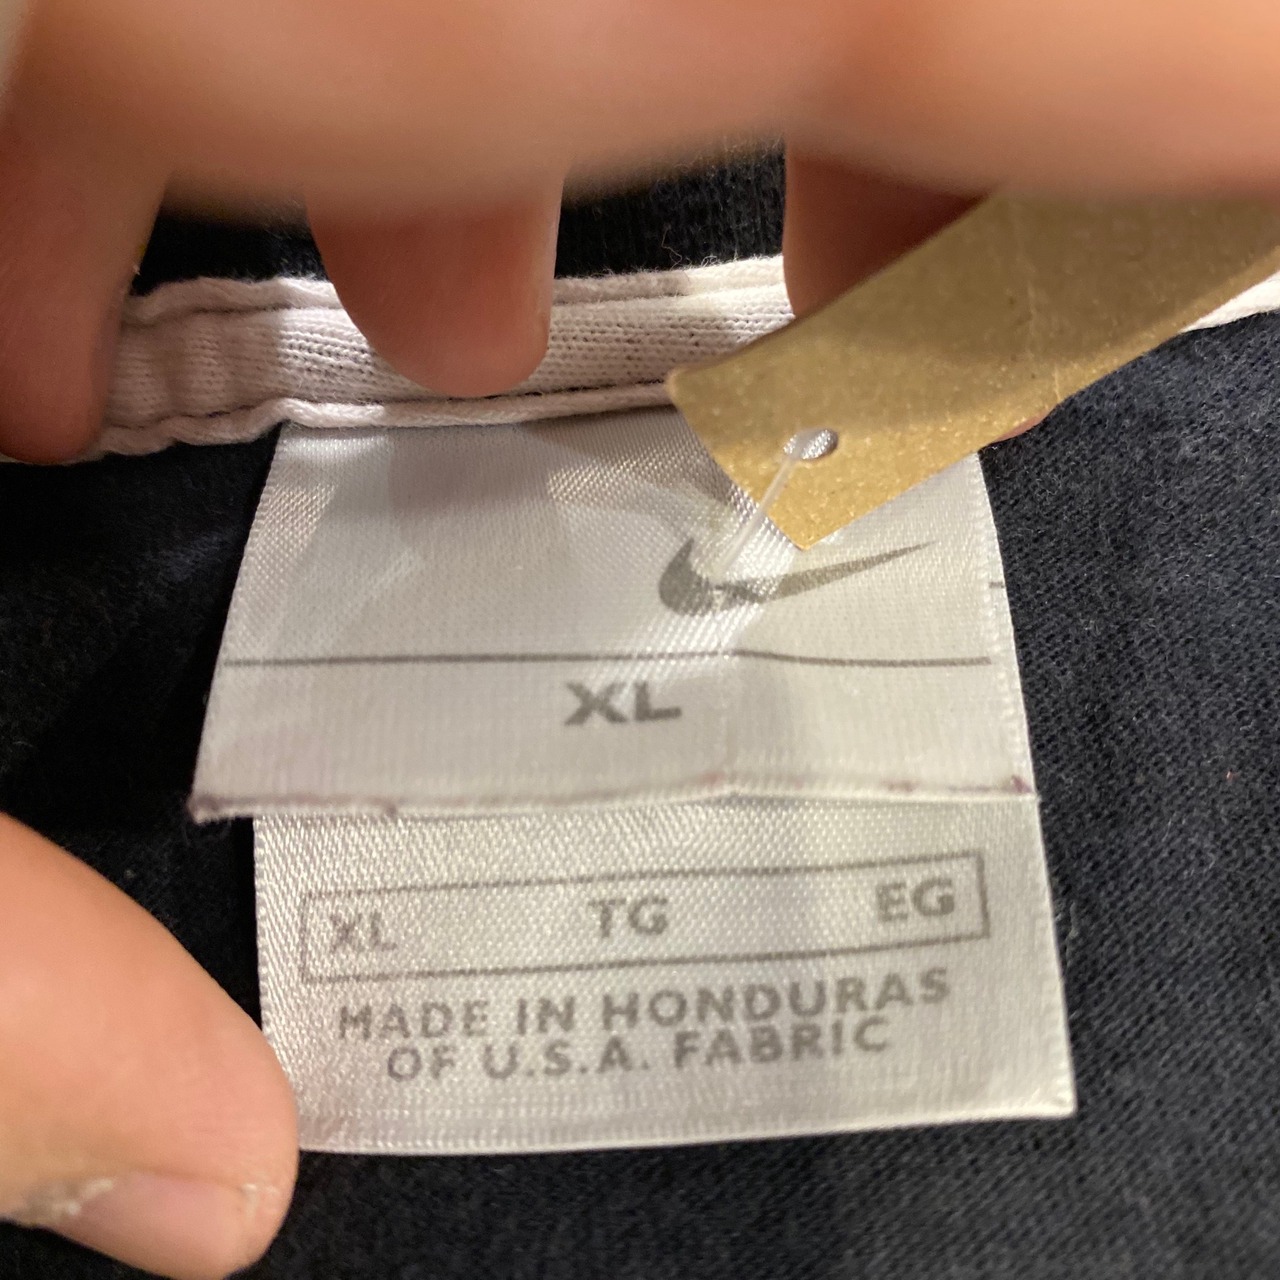 XL
XL TG EG
MADE IN HONDURAS
OF U.S.A. FABRIC